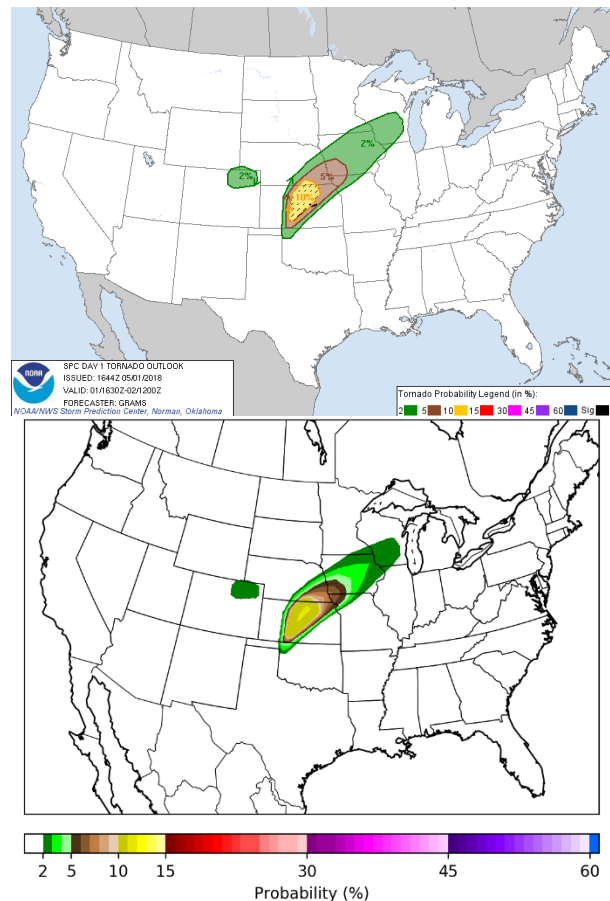 2%
2%
5%
10%
NOAA
SPC DAY 1 TORNADO OUTLOOK
ISSUED: 1644Z 05/01/2018
VALID: 01/1630Z-02/1200Z
FORECASTER: GRAMS
NOAA/NWS Storm Prediction Center, Norman, Oklahoma
Tornado Probability Legend (in %):
2 5 10 15 30 45 60 Sig
2 5 10 15 30 45 60
Probability (%)